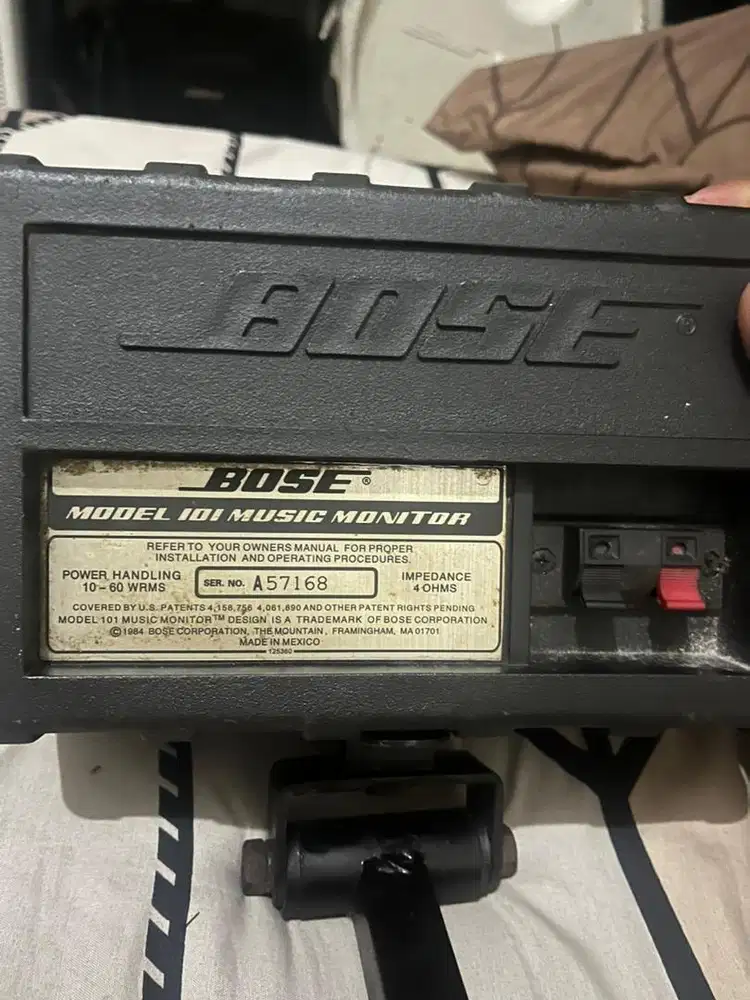 BOSE ®
BOSE ®
MODEL 101 MUSIC MONITOR
REFER TO YOUR OWNERS MANUAL FOR PROPER
INSTALLATION AND OPERATING PROCEDURES.
POWER HANDLING
10 - 60 WRMS
SER. NO. A57168
IMPEDANCE
4 OHMS
COVERED BY U.S. PATENTS 4,158,756 4,061,890 AND OTHER PATENT RIGHTS PENDING
MODEL 101 MUSIC MONITOR™ DESIGN IS A TRADEMARK OF BOSE CORPORATION
©1984 BOSE CORPORATION, THE MOUNTAIN, FRAMINGHAM, MA 01701
MADE IN MEXICO
125360